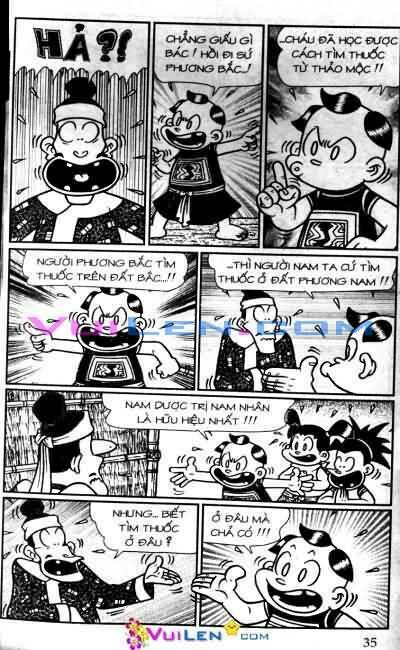 HẢ?!
CHẲNG GIẤU GÌ
BÁC! HỒI ĐI SỨ
PHƯƠNG BẮC..!
...CHÁU ĐÃ HỌC ĐƯỢC
CÁCH TÌM THUỐC
TỪ THẢO MỘC!!
NGƯỜI PHƯƠNG BẮC TÌM
THUỐC TRÊN ĐẤT BẮC...!!
...THÌ NGƯỜI NAM TA CỨ TÌM
THUỐC Ở ĐẤT PHƯƠNG NAM!!
VuiLen.com
NAM DƯỢC TRỊ NAM NHÂN
LÀ HỮU HIỆU NHẤT!!!
NHƯNG... BIẾT
TÌM THUỐC
Ở ĐÂU?
Ở ĐÂU MÀ
CHẢ CÓ!!!
35
VuiLen.com